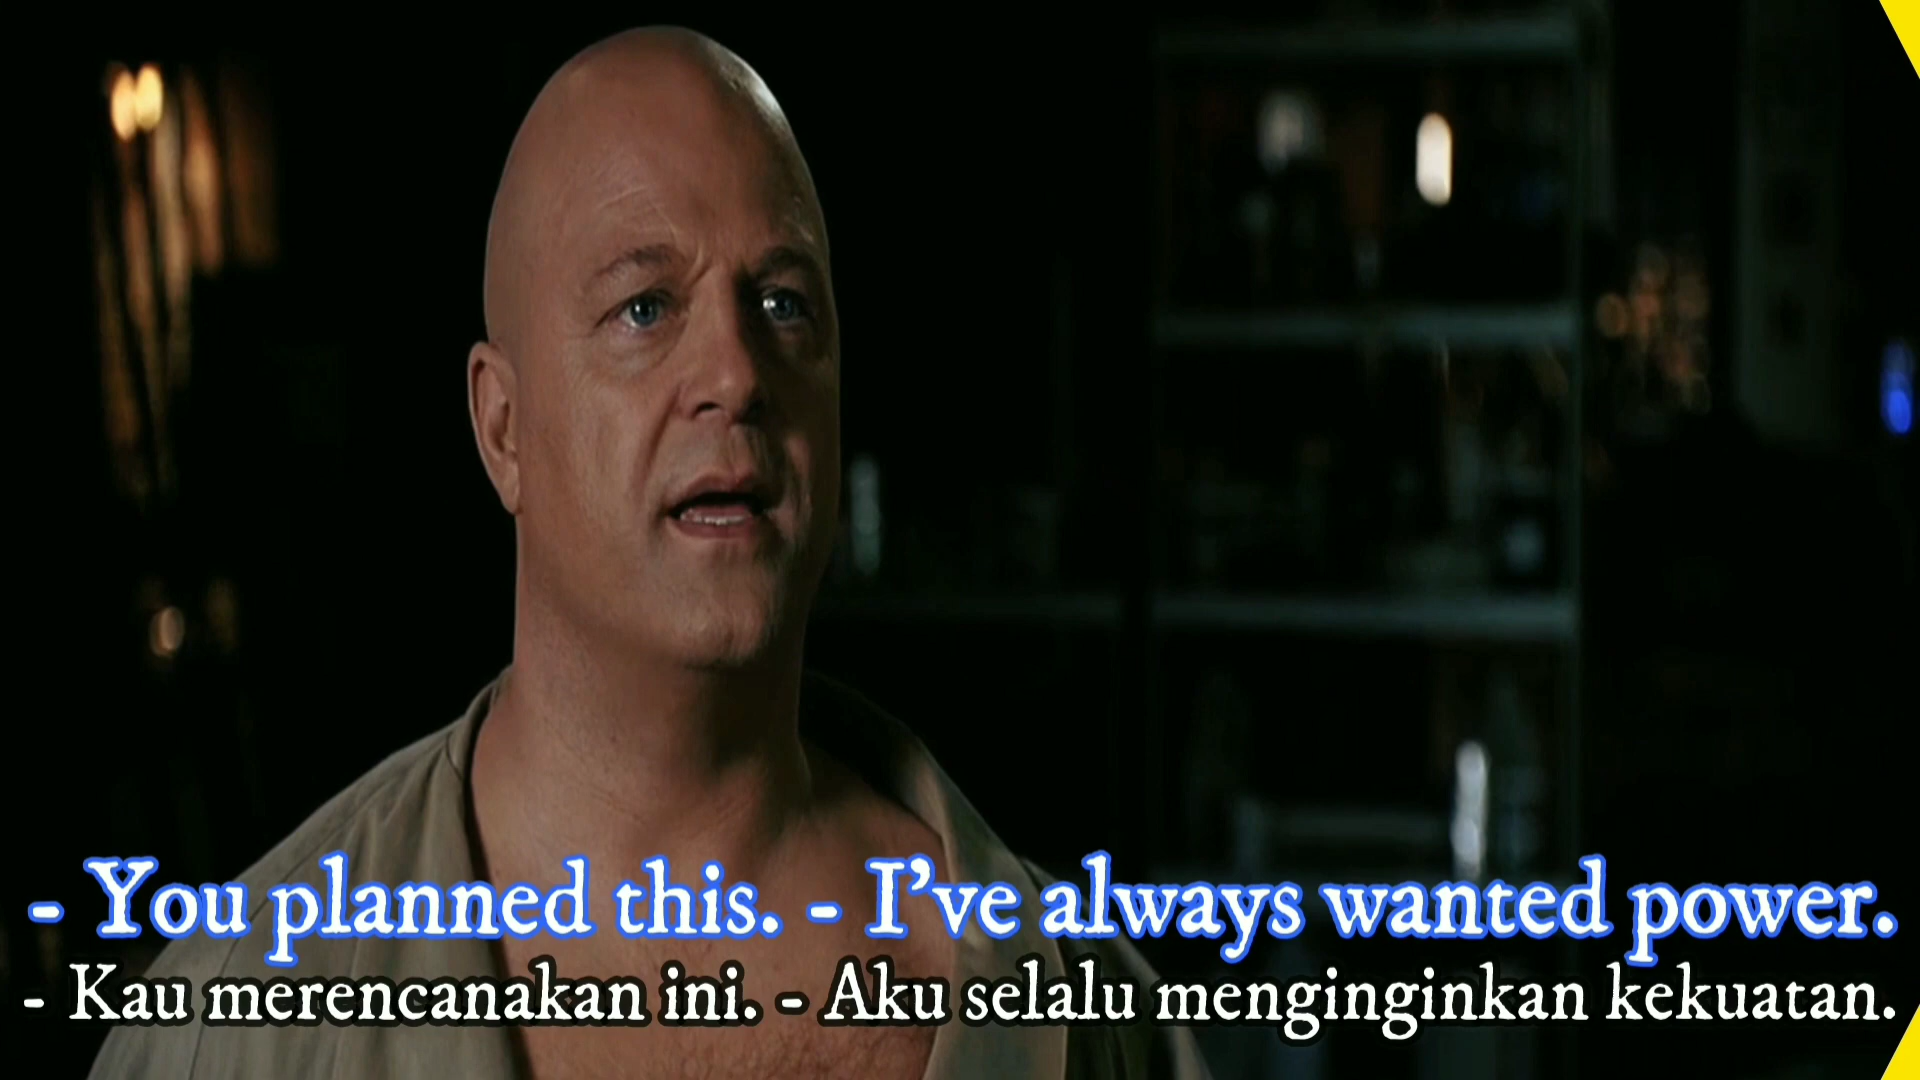 - You planned this. - I've always wanted power.
- Kau merencanakan ini. - Aku selalu menginginkan kekuatan.